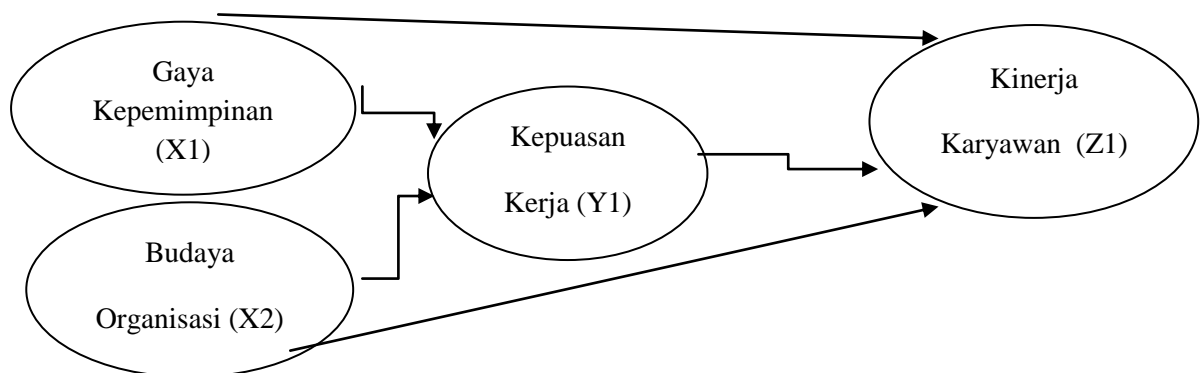 Gaya
Kepemimpinan
(X1)
Budaya
Organisasi (X2)
Kepuasan
Kerja (Y1)
Kinerja
Karyawan (Z1)